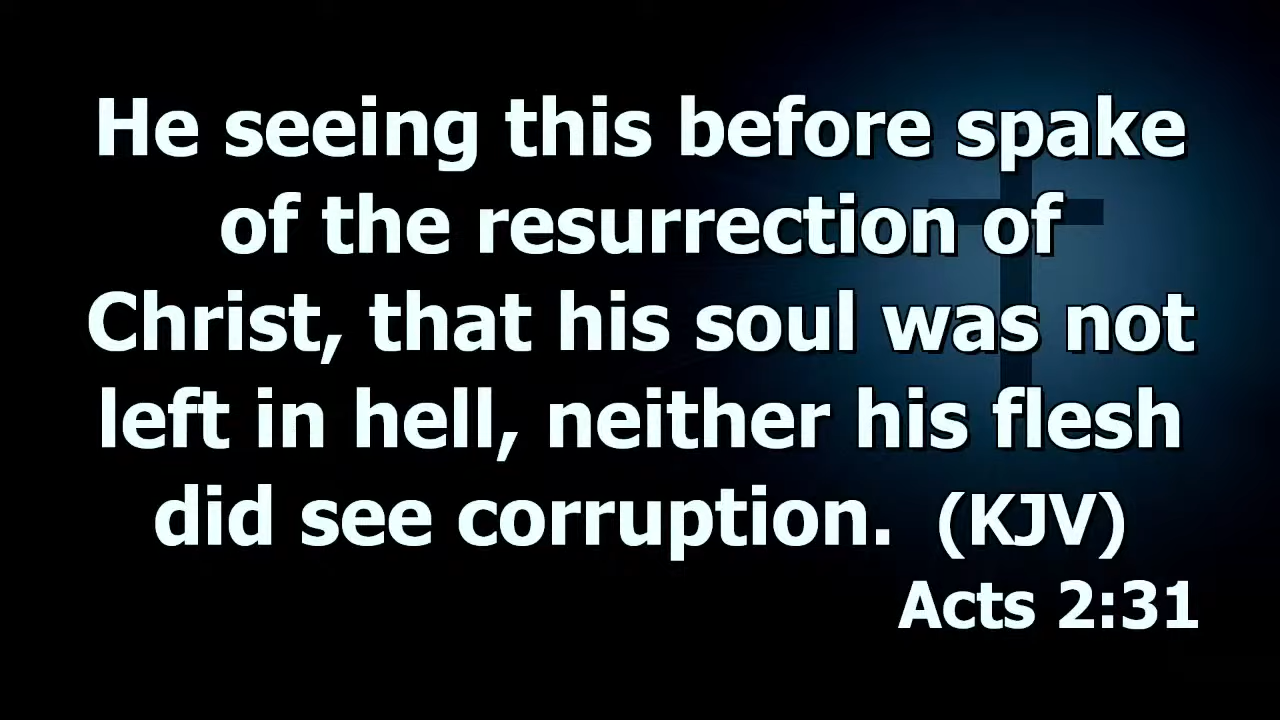 He seeing this before spake
of the resurrection of
Christ, that his soul was not
left in hell, neither his flesh
did see corruption.  (KJV)
Acts 2:31